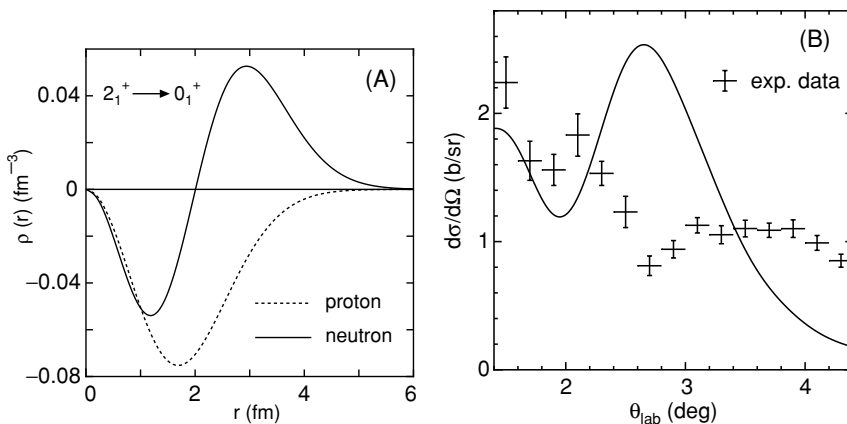 (A)
2₁⁺ → 0₁⁺
ρ (r) (fm⁻³)
0.04
0
−0.04
−0.08
proton
neutron
0 2 4 6
r (fm)
(B)
exp. data
dσ/dΩ (b/sr)
2
1
0
2 3 4
θlab (deg)